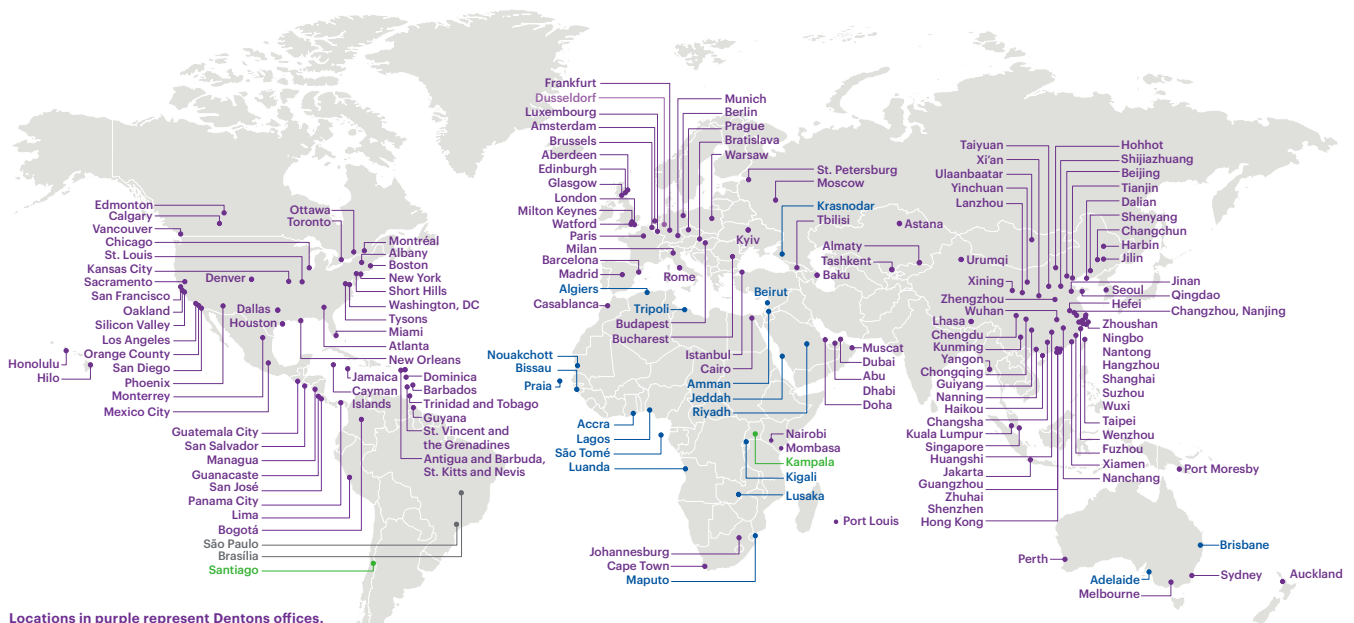 Edmonton
Calgary
Vancouver
Chicago
St. Louis
Kansas City
Sacramento
San Francisco
Oakland
Silicon Valley
Los Angeles
Orange County
San Diego
Phoenix
Monterrey
Mexico City
Honolulu
Hilo
Denver
Dallas
Houston
Ottawa
Toronto
Montréal
Albany
Boston
New York
Short Hills
Washington, DC
Tysons
Miami
Atlanta
New Orleans
Jamaica
Cayman
Islands
Dominica
Barbados
Trinidad and Tobago
Guyana
St. Vincent and
the Grenadines
Antigua and Barbuda,
St. Kitts and Nevis
Guatemala City
San Salvador
Managua
Guanacaste
San José
Panama City
Lima
Bogotá
São Paulo
Brasília
Santiago
Frankfurt
Dusseldorf
Luxembourg
Amsterdam
Brussels
Aberdeen
Edinburgh
Glasgow
London
Milton Keynes
Watford
Paris
Milan
Barcelona
Madrid
Algiers
Casablanca
Munich
Berlin
Prague
Bratislava
Warsaw
St. Petersburg
Moscow
Krasnodar
Tbilisi
Kyiv
Rome
Tripoli
Budapest
Bucharest
Istanbul
Cairo
Beirut
Amman
Jeddah
Riyadh
Astana
Almaty
Tashkent
Baku
Muscat
Dubai
Abu
Dhabi
Doha
Nouakchott
Bissau
Praia
Accra
Lagos
São Tomé
Luanda
Nairobi
Mombasa
Kampala
Kigali
Lusaka
Port Louis
Johannesburg
Cape Town
Maputo
Taiyuan
Xi'an
Ulaanbaatar
Yinchuan
Lanzhou
Urumqi
Xining
Zhengzhou
Wuhan
Lhasa
Chengdu
Kunming
Yangon
Chongqing
Guiyang
Nanning
Haikou
Changsha
Kuala Lumpur
Singapore
Huangshi
Jakarta
Guangzhou
Zhuhai
Shenzhen
Hong Kong
Hohhot
Shijiazhuang
Beijing
Tianjin
Dalian
Shenyang
Changchun
Harbin
Jilin
Jinan
Seoul
Qingdao
Hefei
Changzhou, Nanjing
Zhoushan
Ningbo
Nantong
Hangzhou
Shanghai
Suzhou
Wuxi
Taipei
Wenzhou
Fuzhou
Xiamen
Nanchang
Port Moresby
Perth
Brisbane
Adelaide
Sydney
Melbourne
Auckland
Locations in purple represent Dentons offices.